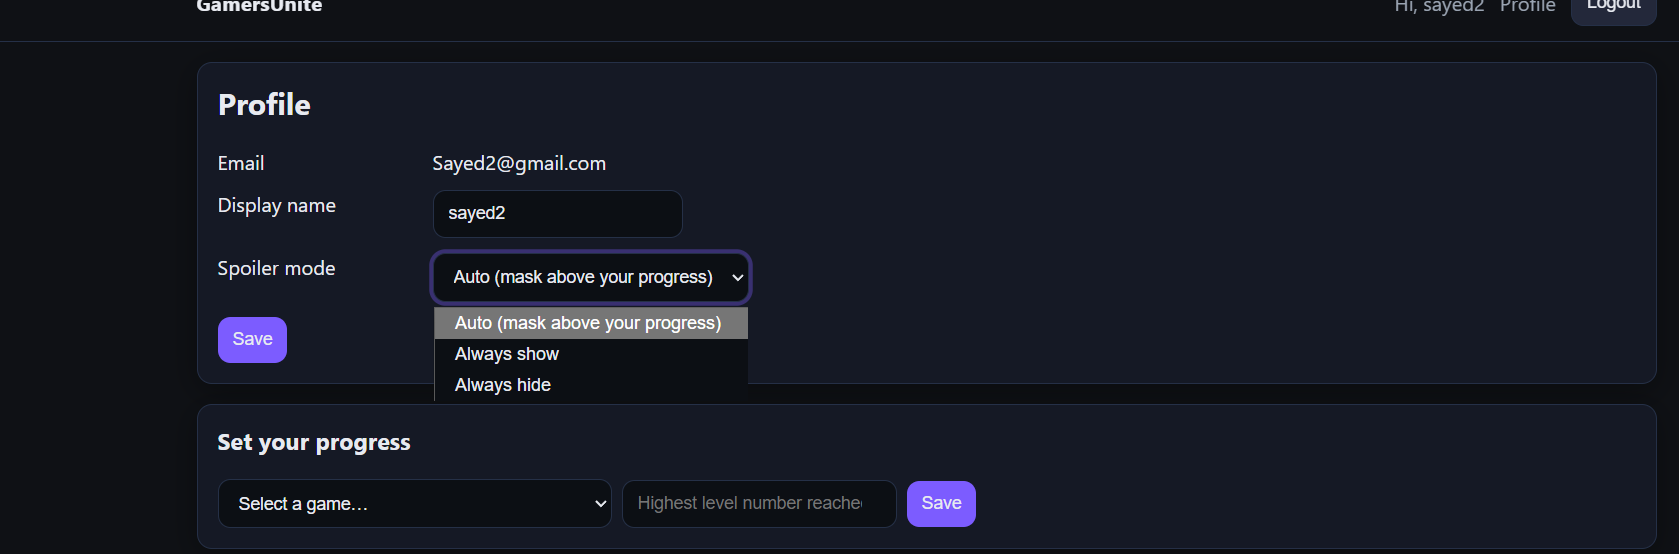 GamersUnite
Hi, sayed2 Profile Logout
Profile
Email Sayed2@gmail.com
Display name sayed2
Spoiler mode Auto (mask above your progress)
Auto (mask above your progress)
Save
Always show
Always hide
Set your progress
Select a game… Highest level number reache Save